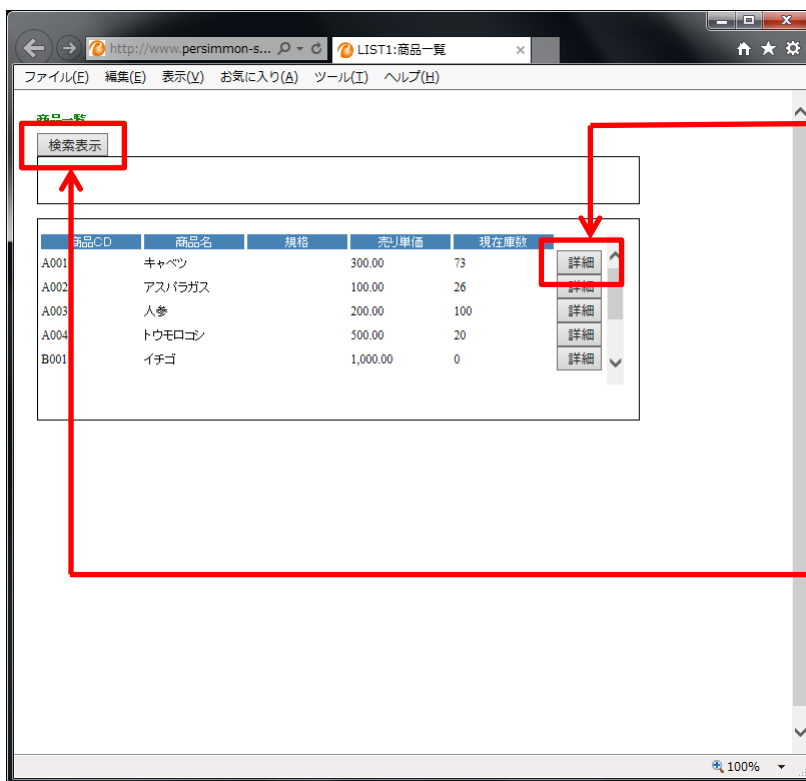 http://www.persimmon-s...
LIST1:商品一覧
ファイル(F) 編集(E) 表示(V) お気に入り(A) ツール(T) ヘルプ(H)
商品一覧
検索表示
商品CD 商品名 規格 売り単価 現在庫数
A001 キャベツ 300.00 73 詳細
A002 アスパラガス 100.00 26 詳細
A003 人参 200.00 100 詳細
A004 トウモロコシ 500.00 20 詳細
B001 イチゴ 1,000.00 0 詳細
100%